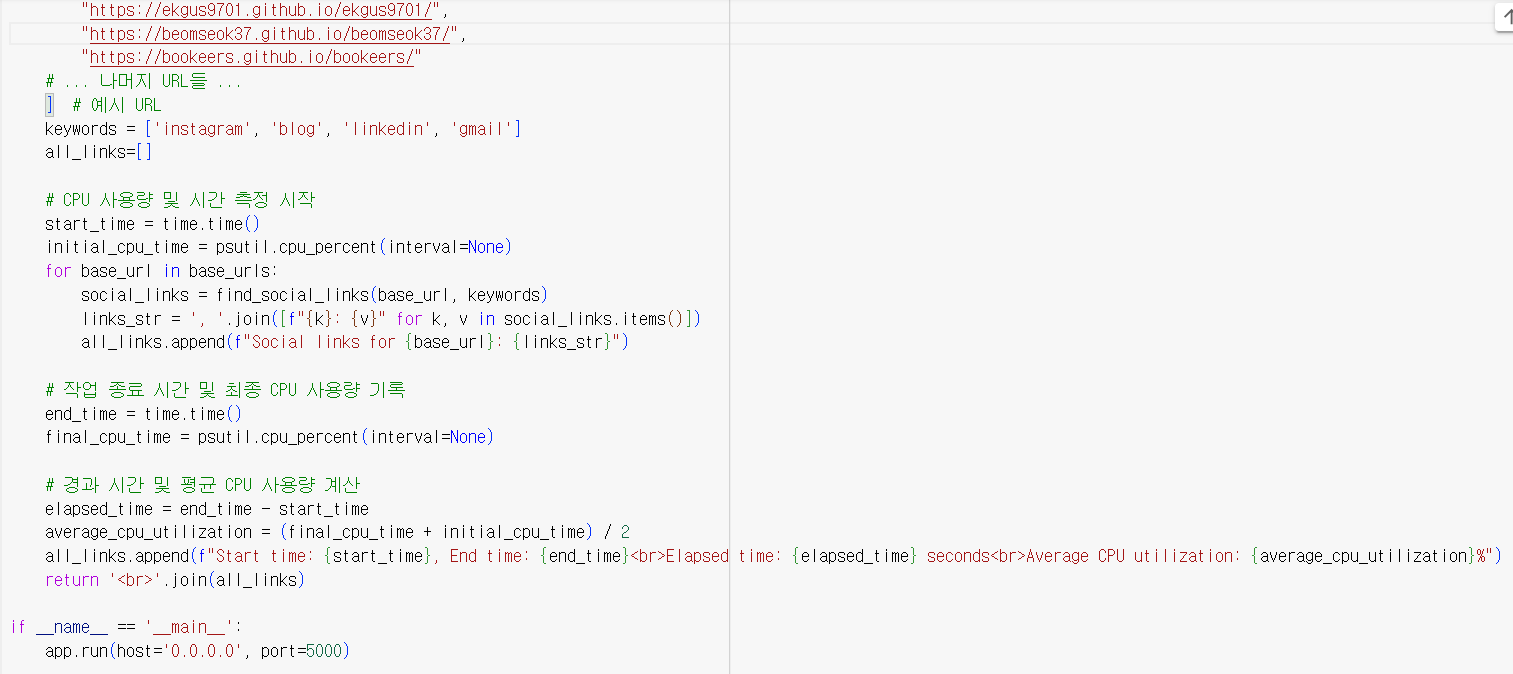 "https://ekgus9701.github.io/ekgus9701/",
"https://beomseok37.github.io/beomseok37/",
"https://bookeers.github.io/bookeers/"
# ... 나머지 URL들 ...
]  # 예시 URL
keywords = ['instagram', 'blog', 'linkedin', 'gmail']
all_links=[]
# CPU 사용량 및 시간 측정 시작
start_time = time.time()
initial_cpu_time = psutil.cpu_percent(interval=None)
for base_url in base_urls:
social_links = find_social_links(base_url, keywords)
links_str = ', '.join([f"{k}: {v}" for k, v in social_links.items()])
all_links.append(f"Social links for {base_url}: {links_str}")
# 작업 종료 시간 및 최종 CPU 사용량 기록
end_time = time.time()
final_cpu_time = psutil.cpu_percent(interval=None)
# 경과 시간 및 평균 CPU 사용량 계산
elapsed_time = end_time - start_time
average_cpu_utilization = (final_cpu_time + initial_cpu_time) / 2
all_links.append(f"Start time: {start_time}, End time: {end_time}<br>Elapsed time: {elapsed_time} seconds<br>Average CPU utilization: {average_cpu_utilization}%")
return '<br>'.join(all_links)
if __name__ == '__main__':
app.run(host='0.0.0.0', port=5000)